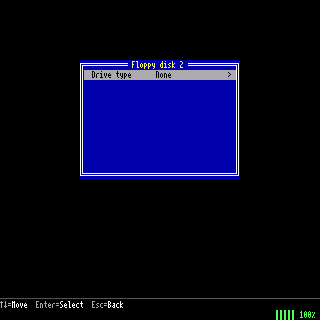 Floppy disk 2
Drive type None >
↑↓=Move Enter=Select Esc=Back
100%